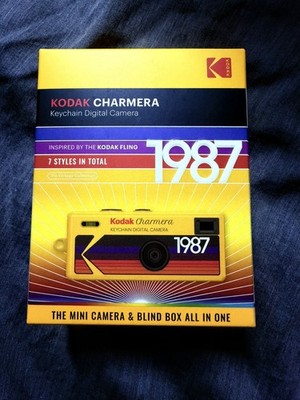 KODAK
KODAK CHARMERA
Keychain Digital Camera
INSPIRED BY THE KODAK FLING
7 STYLES IN TOTAL
1987
Kodak Charmera
KEYCHAIN DIGITAL CAMERA
1987
THE MINI CAMERA & BLIND BOX ALL IN ONE